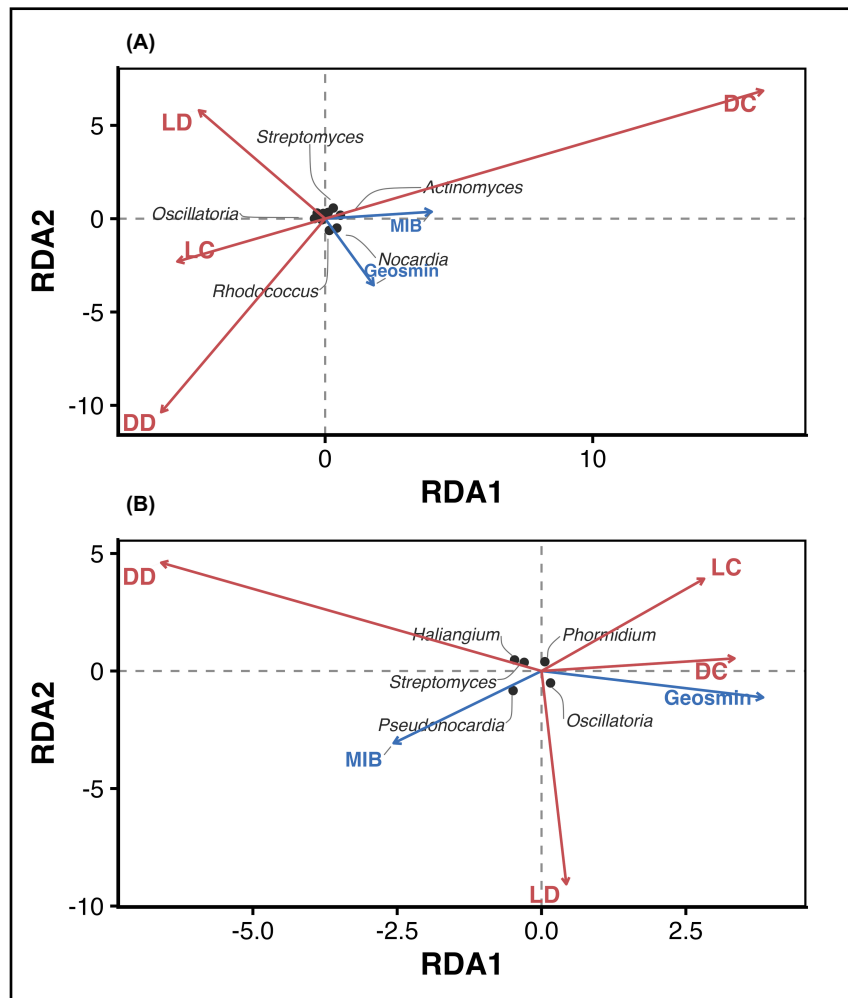 (A)
LD
DC
Streptomyces
Actinomyces
Oscillatoria
MIB
LC
Nocardia
Geosmin
Rhodococcus
DD
5
0
-5
-10
RDA2
0
10
RDA1
(B)
DD
LC
Haliangium
Phormidium
DC
Streptomyces
Geosmin
Pseudonocardia
Oscillatoria
MIB
LD
5
0
-5
-10
RDA2
-5.0
-2.5
0.0
2.5
RDA1